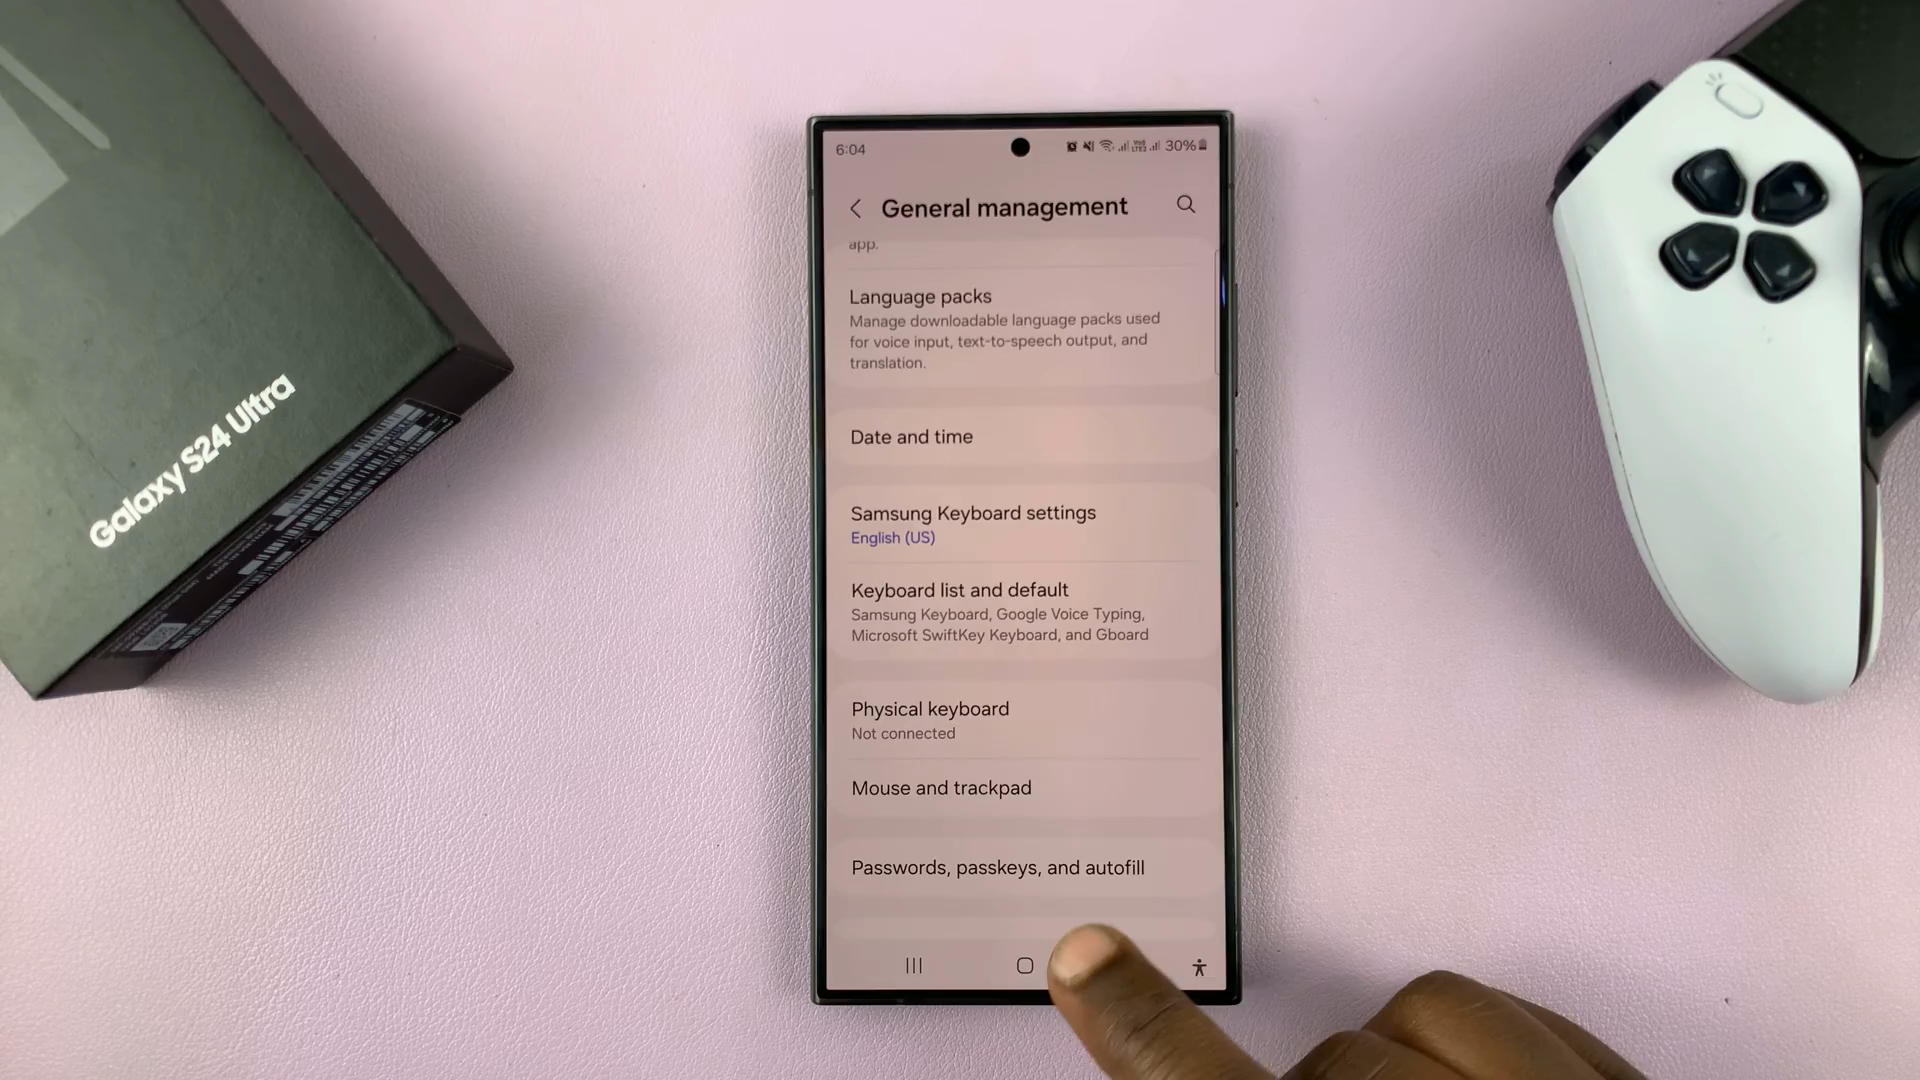 Galaxy S24 Ultra
6:04
30%
General management
app.
Language packs
Manage downloadable language packs used
for voice input, text-to-speech output, and
translation.
Date and time
Samsung Keyboard settings
English (US)
Keyboard list and default
Samsung Keyboard, Google Voice Typing,
Microsoft SwiftKey Keyboard, and Gboard
Physical keyboard
Not connected
Mouse and trackpad
Passwords, passkeys, and autofill